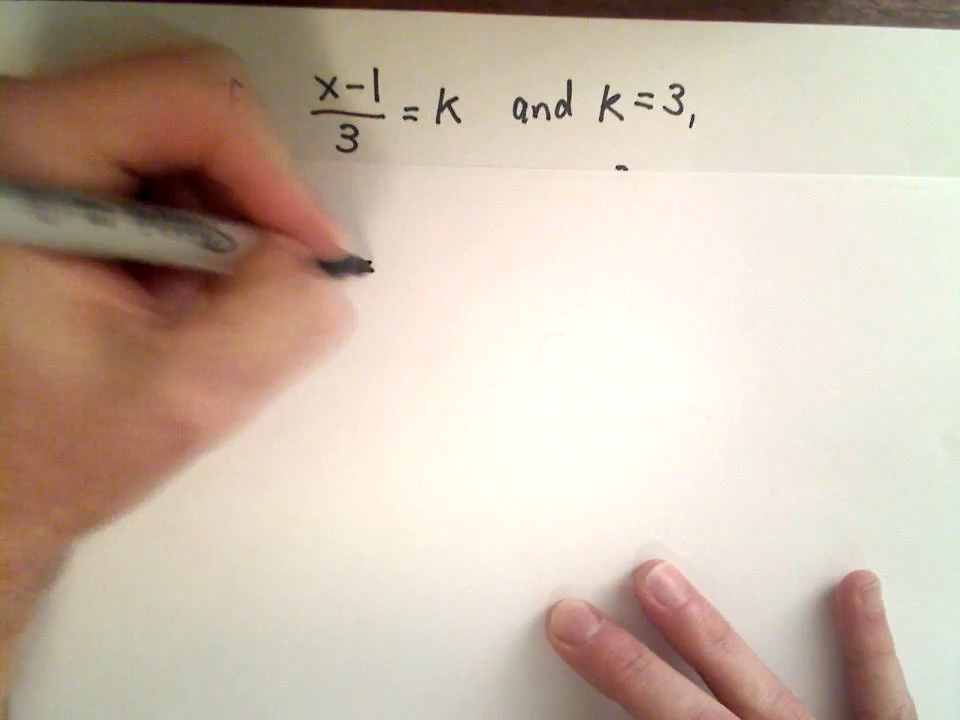 x-1/3 = k and k = 3,